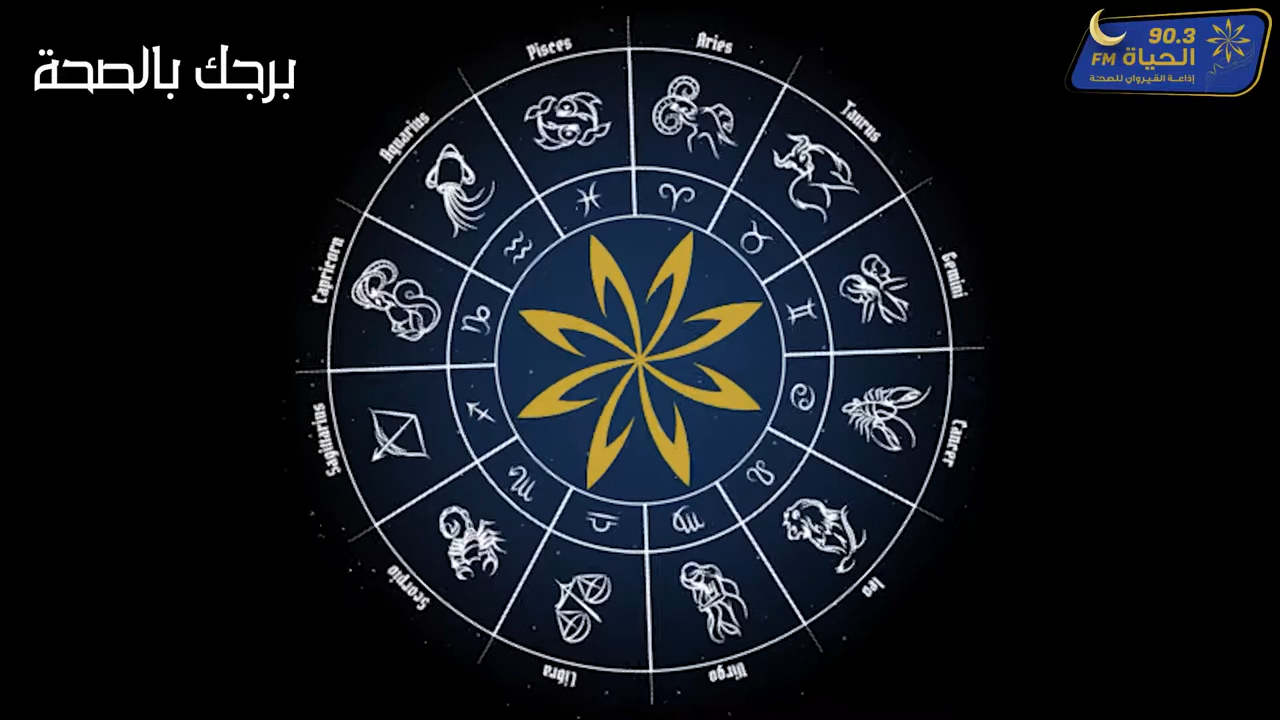 برجك بالصحة
90.3
الحياة FM
إذاعة القيروان للصحة
Pisces
Aries
Taurus
Gemini
Cancer
Leo
Virgo
Libra
Scorpio
Sagittarius
Capricorn
Aquarius